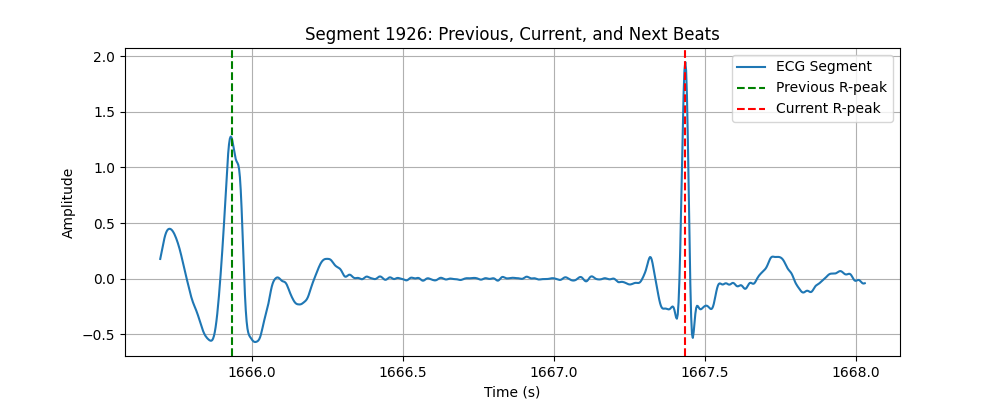 Segment 1926: Previous, Current, and Next Beats
2.0
1.5
1.0
0.5
0.0
−0.5
Amplitude
ECG Segment
Previous R-peak
Current R-peak
1666.0 1666.5 1667.0 1667.5 1668.0
Time (s)